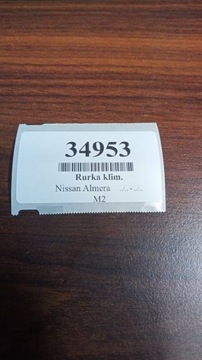 34953
Rurka klim.
Nissan Almera ../.. - ../..
M2